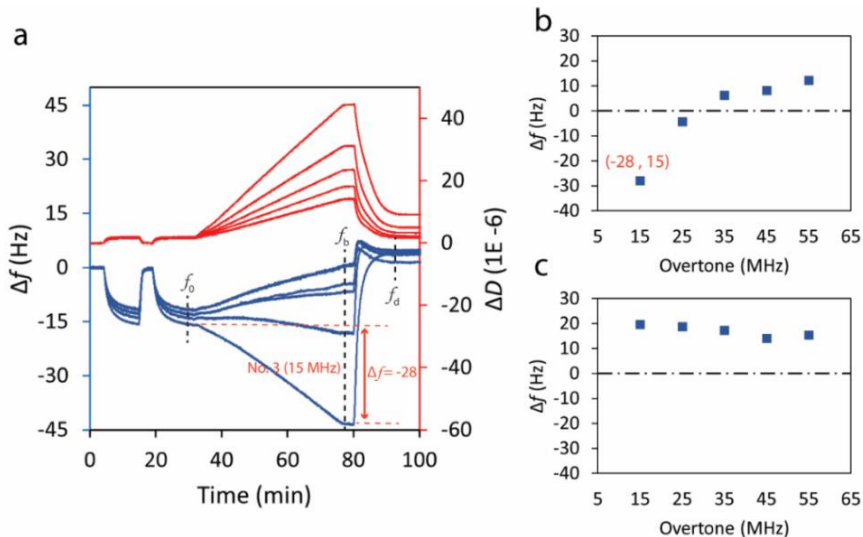 a
45
30
15
0
-15
-30
-45
Δf (Hz)
40
20
0
-20
-40
-60
ΔD (1E -6)
f0
fb
fd
No. 3 (15 MHz)
Δf= -28
0 20 40 60 80 100
Time (min)
b
30
20
10
0
-10
-20
-30
-40
Δf (Hz)
(-28 , 15)
5 15 25 35 45 55 65
Overtone (MHz)
c
30
20
10
0
-10
-20
-30
-40
Δf (Hz)
5 15 25 35 45 55 65
Overtone (MHz)